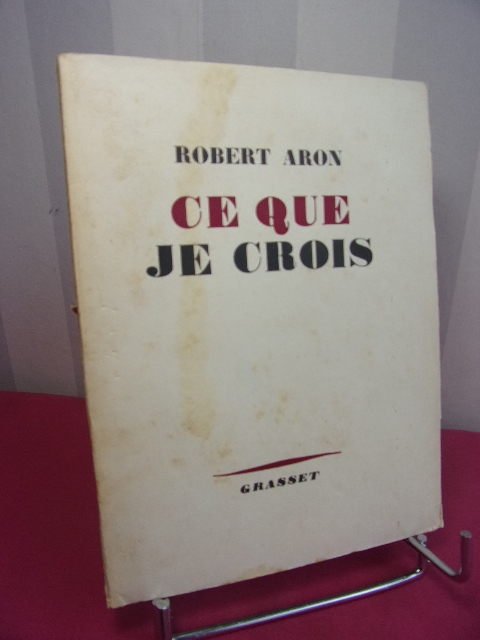 ROBERT ARON
CE QUE
JE CROIS
GRASSET